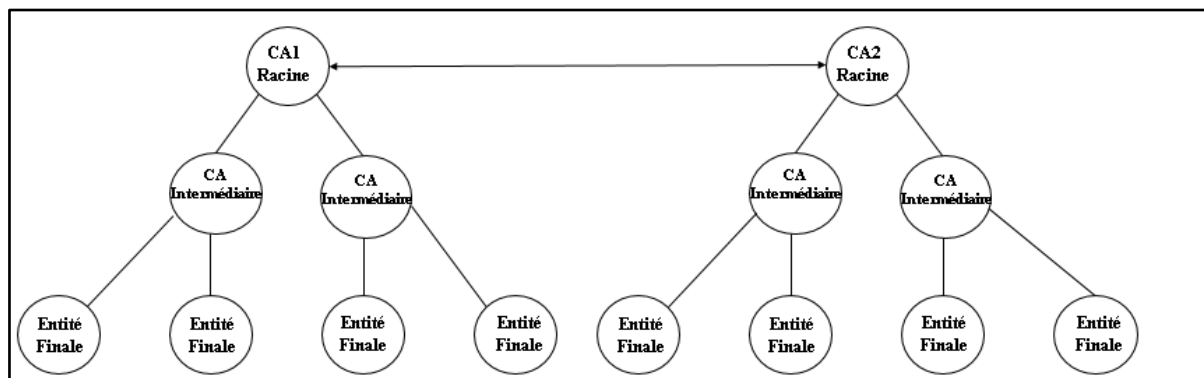 CA1
Racine
CA2
Racine
CA
Intermédiaire
CA
Intermédiaire
CA
Intermédiaire
CA
Intermédiaire
Entité
Finale
Entité
Finale
Entité
Finale
Entité
Finale
Entité
Finale
Entité
Finale
Entité
Finale
Entité
Finale